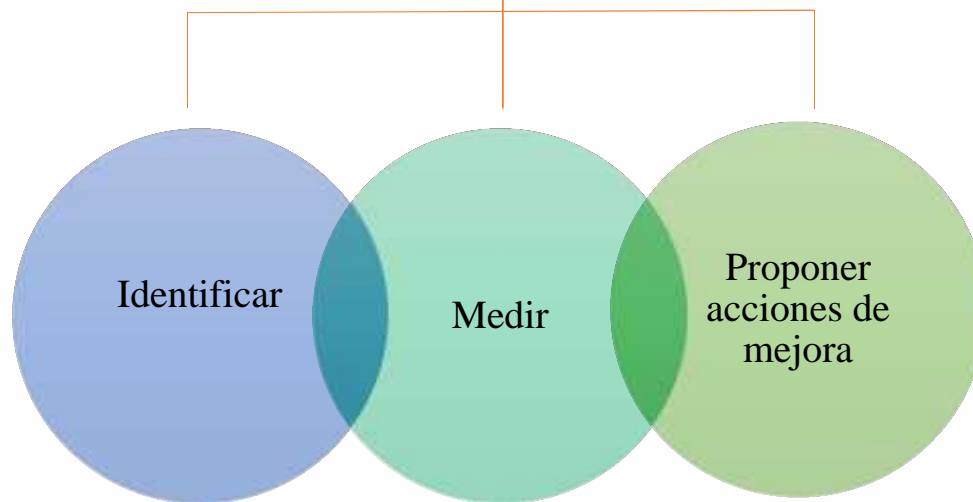 Identificar
Medir
Proponer
acciones de
mejora